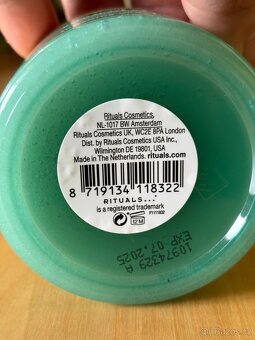 Rituals Cosmetics,
NL-1017 BW Amsterdam
Rituals Cosmetics UK, WC2E 8PA London
Dist. by Rituals Cosmetics USA Inc.,
Wilmington DE 19801, USA
Made in The Netherlands. rituals.com
8 719134 118322
RITUALS...
is a registered trademark
12 M
F111802
10974329 A
EXP 07.2025